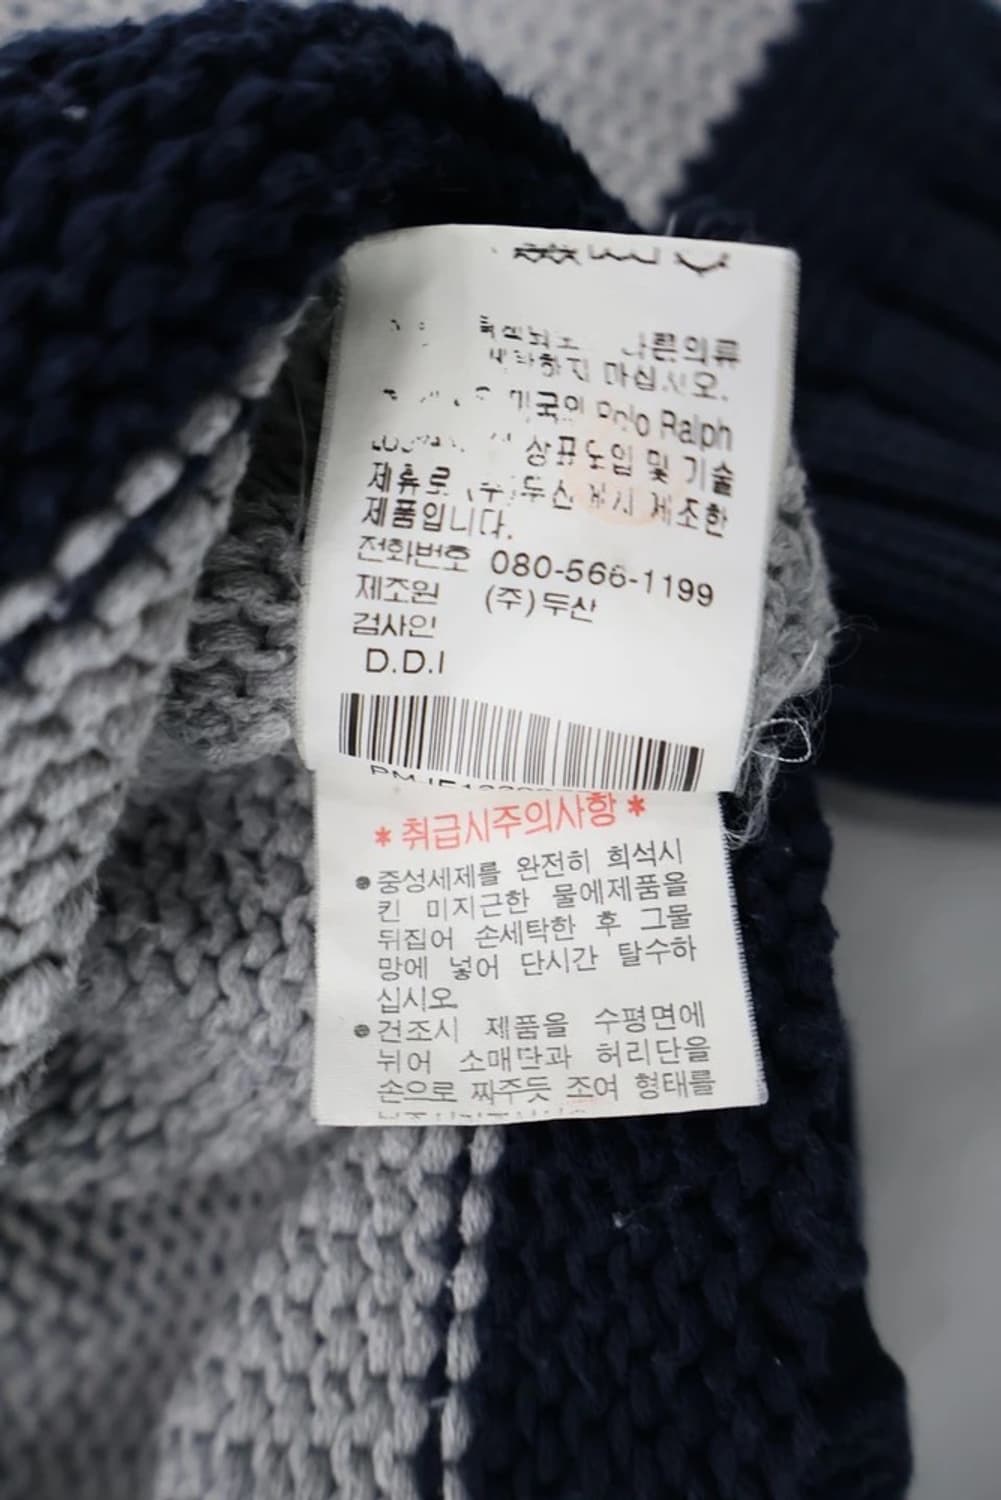 다른의류
하지 마십시오.
미국의 Polo Ralph
상표도입 및 기술
제휴로 (주)두산에서 제조한
제품입니다.
전화번호 080-566-1199
제조원 (주)두산
검사인
D.D.I
* 취급시주의사항 *
●중성세제를 완전히 희석시
킨 미지근한 물에제품을
뒤집어 손세탁한 후 그물
망에 넣어 단시간 탈수하
십시오
●건조시 제품을 수평면에
뉘어 소매단과 허리단을
손으로 짜주듯 조여 형태를